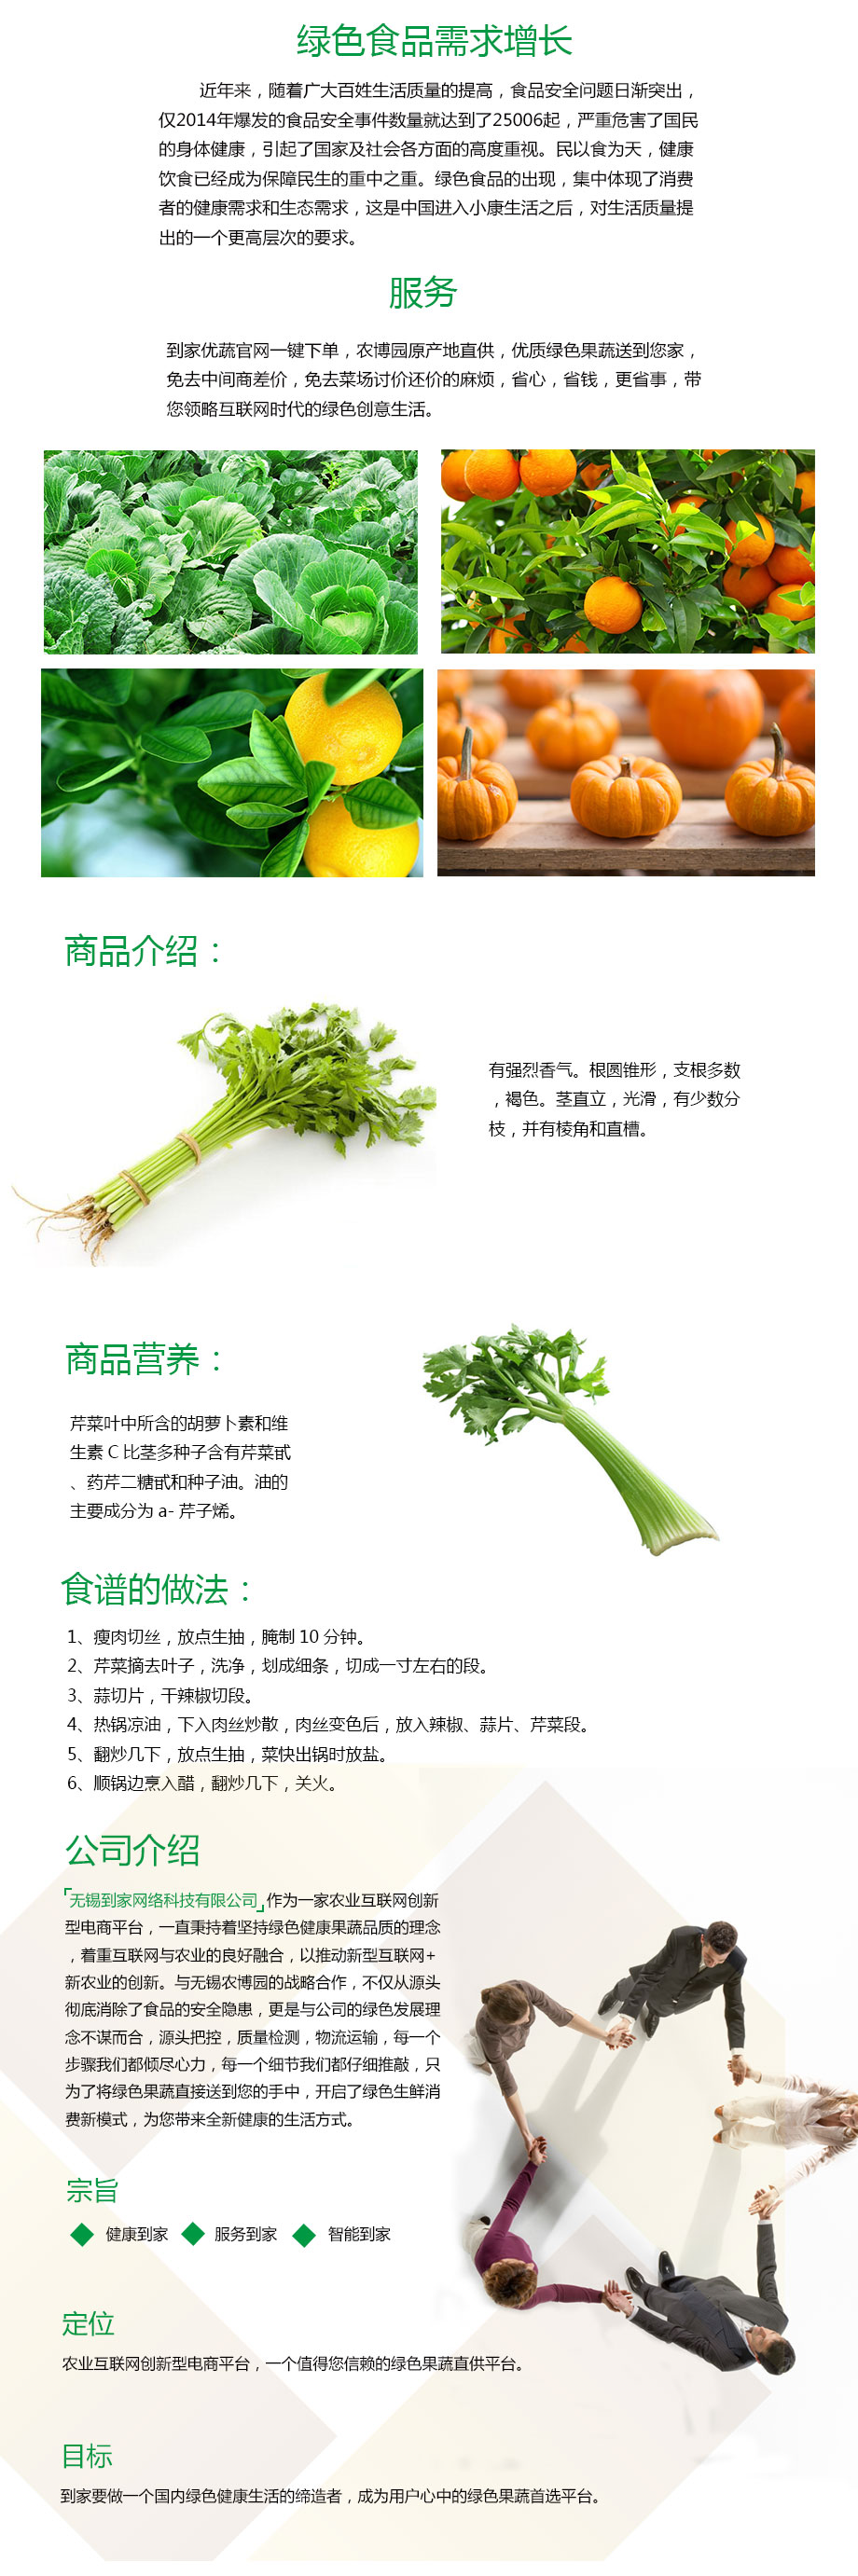 绿色食品需求增长
近年来，随着广大百姓生活质量的提高，食品安全问题日渐突出，
仅2014年爆发的食品安全事件数量就达到了25006起，严重危害了国民
的身体健康，引起了国家及社会各方面的高度重视。民以食为天，健康
饮食已经成为保障民生的重中之重。绿色食品的出现，集中体现了消费
者的健康需求和生态需求，这是中国进入小康生活之后，对生活质量提
出的一个更高层次的要求。
服务
到家优蔬官网一键下单，农博园原产地直供，优质绿色果蔬送到您家，
免去中间商差价，免去菜场讨价还价的麻烦，省心，省钱，更省事，带
您领略互联网时代的绿色创意生活。
商品介绍：
有强烈香气。根圆锥形，支根多数
，褐色。茎直立，光滑，有少数分
枝，并有棱角和直槽。
商品营养：
芹菜叶中所含的胡萝卜素和维
生素 C 比茎多种子含有芹菜甙
、药芹二糖甙和种子油。油的
主要成分为 a- 芹子烯。
食谱的做法：
1、瘦肉切丝，放点生抽，腌制 10 分钟。
2、芹菜摘去叶子，洗净，划成细条，切成一寸左右的段。
3、蒜切片，干辣椒切段。
4、热锅凉油，下入肉丝炒散，肉丝变色后，放入辣椒、蒜片、芹菜段。
5、翻炒几下，放点生抽，菜快出锅时放盐。
6、顺锅边烹入醋，翻炒几下，关火。
公司介绍
「无锡到家网络科技有限公司」作为一家农业互联网创新
型电商平台，一直秉持着坚持绿色健康果蔬品质的理念
，着重互联网与农业的良好融合，以推动新型互联网+
新农业的创新。与无锡农博园的战略合作，不仅从源头
彻底消除了食品的安全隐患，更是与公司的绿色发展理
念不谋而合，源头把控，质量检测，物流运输，每一个
步骤我们都倾尽心力，每一个细节我们都仔细推敲，只
为了将绿色果蔬直接送到您的手中，开启了绿色生鲜消
费新模式，为您带来全新健康的生活方式。
宗旨
◆ 健康到家 ◆ 服务到家 ◆ 智能到家
定位
农业互联网创新型电商平台，一个值得您信赖的绿色果蔬直供平台。
目标
到家要做一个国内绿色健康生活的缔造者，成为用户心中的绿色果蔬首选平台。